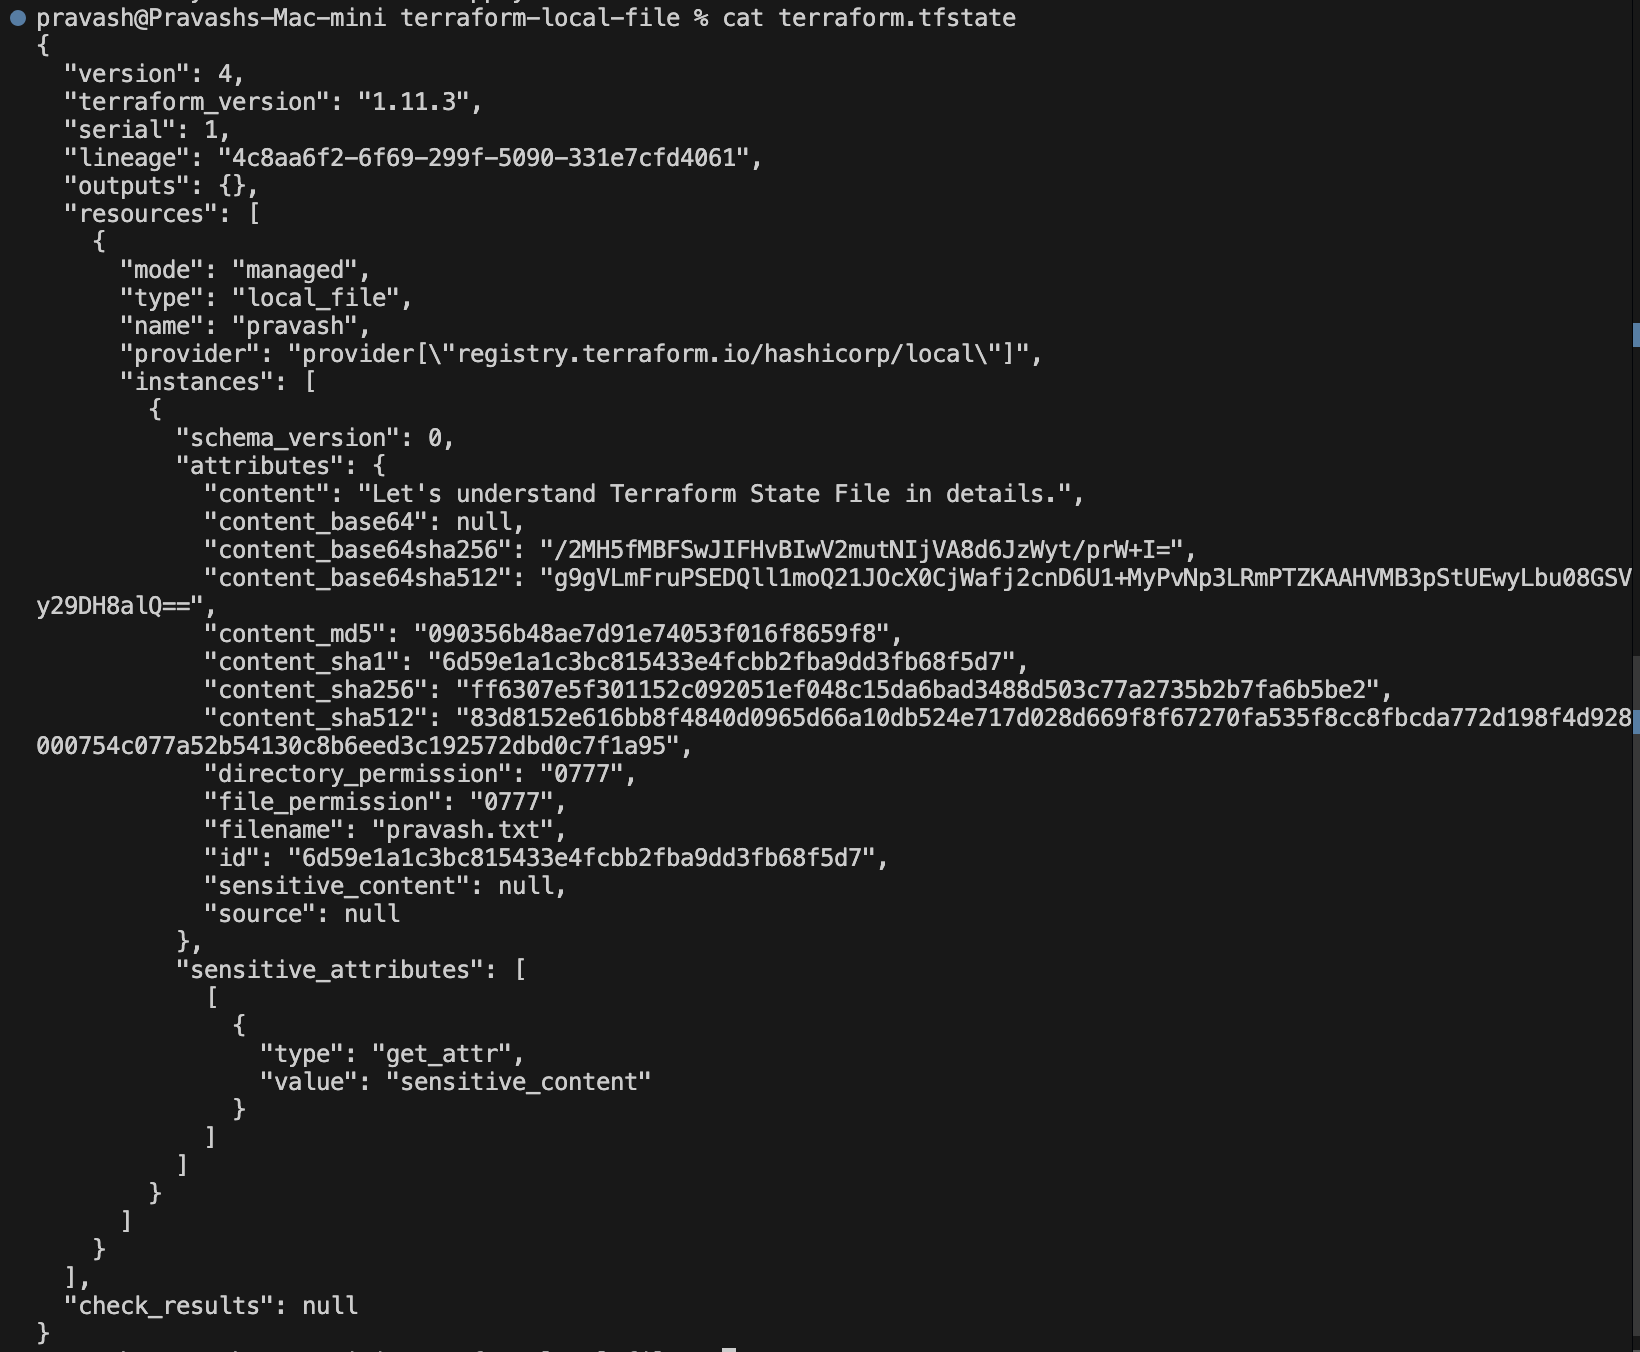 pravash@Pravashs-Mac-mini terraform-local-file % cat terraform.tfstate
{
  "version": 4,
  "terraform_version": "1.11.3",
  "serial": 1,
  "lineage": "4c8aa6f2-6f69-299f-5090-331e7cfd4061",
  "outputs": {},
  "resources": [
    {
      "mode": "managed",
      "type": "local_file",
      "name": "pravash",
      "provider": "provider[\"registry.terraform.io/hashicorp/local\"]",
      "instances": [
        {
          "schema_version": 0,
          "attributes": {
            "content": "Let's understand Terraform State File in details.",
            "content_base64": null,
            "content_base64sha256": "/2MH5fMBFSwJIFHvBIwV2mutNIjVA8d6JzWyt/prW+I=",
            "content_base64sha512": "g9gVLmFruPSEDQll1moQ21JOcX0CjWafj2cnD6U1+MyPvNp3LRmPTZKAAHVMB3pStUEwyLbu08GSV
y29DH8alQ==",
            "content_md5": "090356b48ae7d91e74053f016f8659f8",
            "content_sha1": "6d59e1a1c3bc815433e4fcbb2fba9dd3fb68f5d7",
            "content_sha256": "ff6307e5f301152c092051ef048c15da6bad3488d503c77a2735b2b7fa6b5be2",
            "content_sha512": "83d8152e616bb8f4840d0965d66a10db524e717d028d669f8f67270fa535f8cc8fbcda772d198f4d928
000754c077a52b54130c8b6eed3c192572dbd0c7f1a95",
            "directory_permission": "0777",
            "file_permission": "0777",
            "filename": "pravash.txt",
            "id": "6d59e1a1c3bc815433e4fcbb2fba9dd3fb68f5d7",
            "sensitive_content": null,
            "source": null
          },
          "sensitive_attributes": [
            [
              {
                "type": "get_attr",
                "value": "sensitive_content"
              }
            ]
          ]
        }
      ]
    }
  ],
  "check_results": null
}